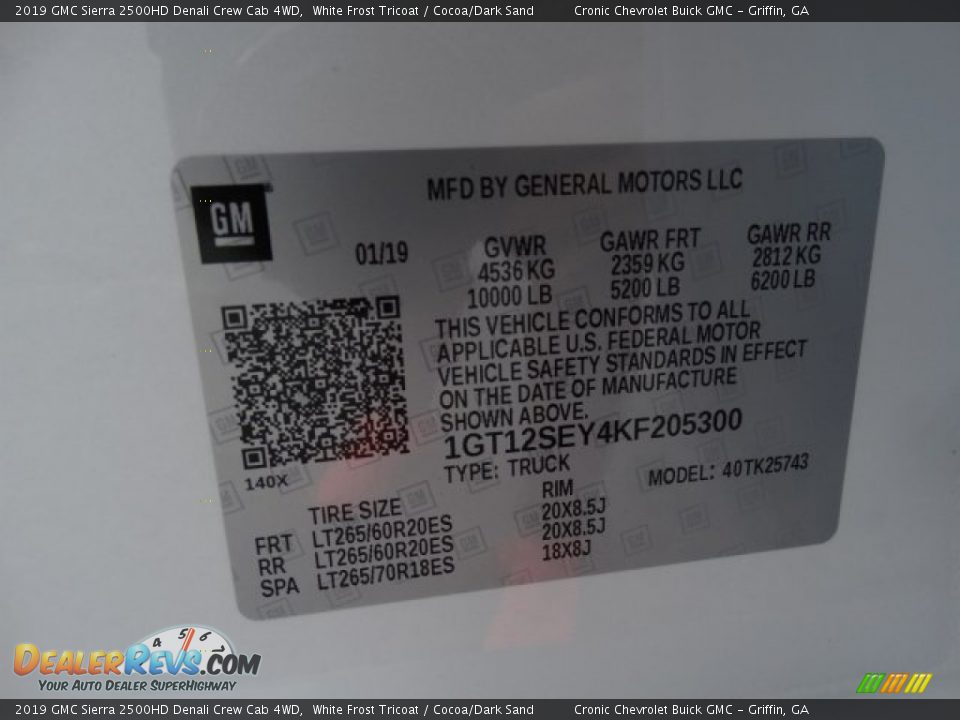 2019 GMC Sierra 2500HD Denali Crew Cab 4WD, White Frost Tricoat / Cocoa/Dark Sand Cronic Chevrolet Buick GMC - Griffin, GA
MFD BY GENERAL MOTORS LLC
GM
01/19 GVWR GAWR FRT GAWR RR
4536 KG 2359 KG 2812 KG
10000 LB 5200 LB 6200 LB
THIS VEHICLE CONFORMS TO ALL
APPLICABLE U.S. FEDERAL MOTOR
VEHICLE SAFETY STANDARDS IN EFFECT
ON THE DATE OF MANUFACTURE
SHOWN ABOVE.
1GT12SEY4KF205300
140X
TYPE: TRUCK MODEL: 40TK25743
TIRE SIZE RIM
FRT LT265/60R20ES 20X8.5J
RR LT265/60R20ES 20X8.5J
SPA LT265/70R18ES 18X8J
4 5 6 7
DealerRevs.com
Your Auto Dealer SuperHighway
2019 GMC Sierra 2500HD Denali Crew Cab 4WD, White Frost Tricoat / Cocoa/Dark Sand Cronic Chevrolet Buick GMC - Griffin, GA